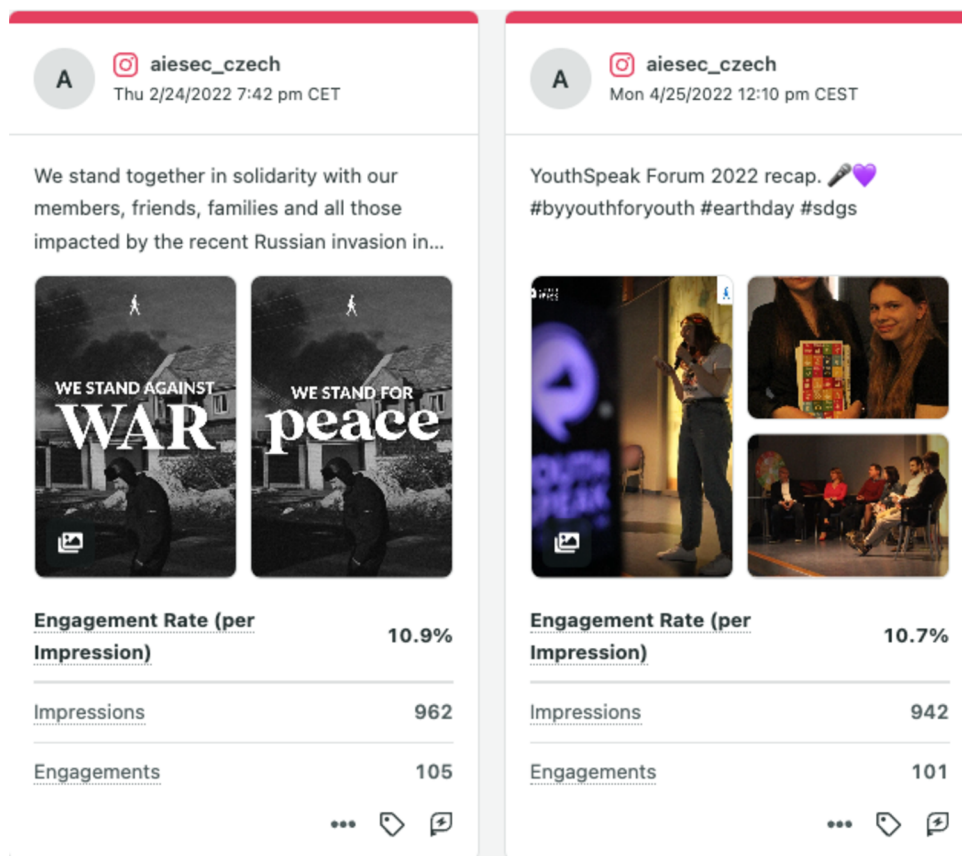 A
aiesec_czech
Thu 2/24/2022 7:42 pm CET
We stand together in solidarity with our
members, friends, families and all those
impacted by the recent Russian invasion in...
WE STAND AGAINST
WAR
WE STAND FOR
peace
Engagement Rate (per
Impression)
10.9%
Impressions
962
Engagements
105
A
aiesec_czech
Mon 4/25/2022 12:10 pm CEST
YouthSpeak Forum 2022 recap. 🎤💜
#byyouthforyouth #earthday #sdgs
YOUTH
SPEAK
Engagement Rate (per
Impression)
10.7%
Impressions
942
Engagements
101